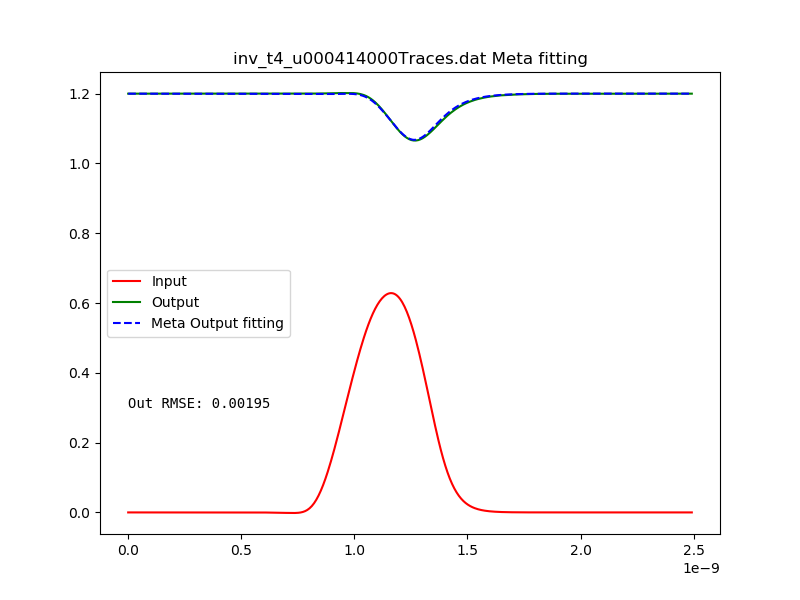 inv_t4_u000414000Traces.dat Meta fitting
1.2
1.0
0.8
0.6
0.4
0.2
0.0
Input
Output
Meta Output fitting
Out RMSE: 0.00195
0.0
0.5
1.0
1.5
2.0
2.5
1e−9